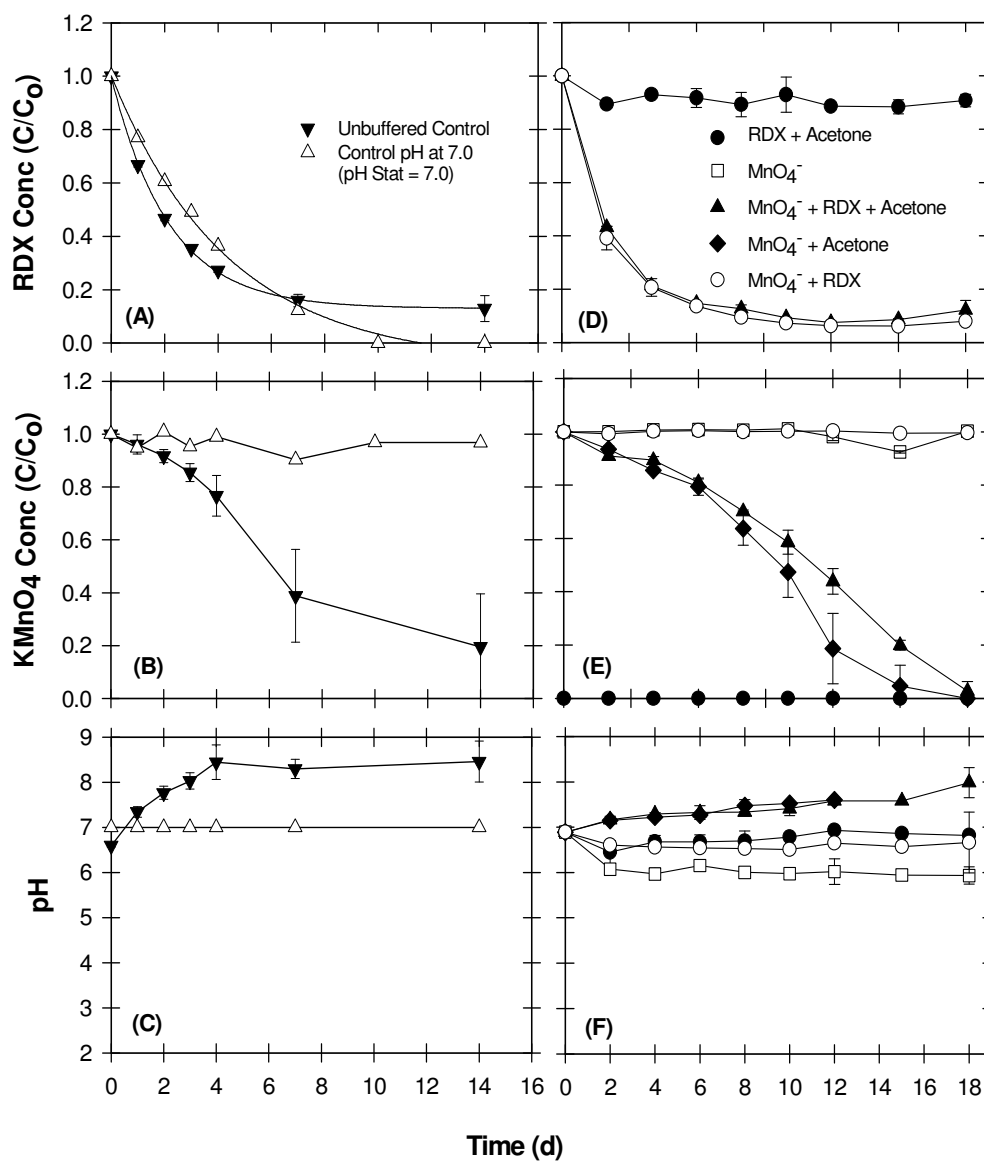 RDX Conc (C/Co)
1.2
1.0
0.8
0.6
0.4
0.2
0.0
Unbuffered Control
Control pH at 7.0
(pH Stat = 7.0)
(A)
RDX + Acetone
MnO4-
MnO4- + RDX + Acetone
MnO4- + Acetone
MnO4- + RDX
(D)
KMnO4 Conc (C/Co)
1.2
1.0
0.8
0.6
0.4
0.2
0.0
(B)
(E)
pH
9
8
7
6
5
4
3
2
(C)
(F)
0 2 4 6 8 10 12 14 16
0 2 4 6 8 10 12 14 16 18
Time (d)